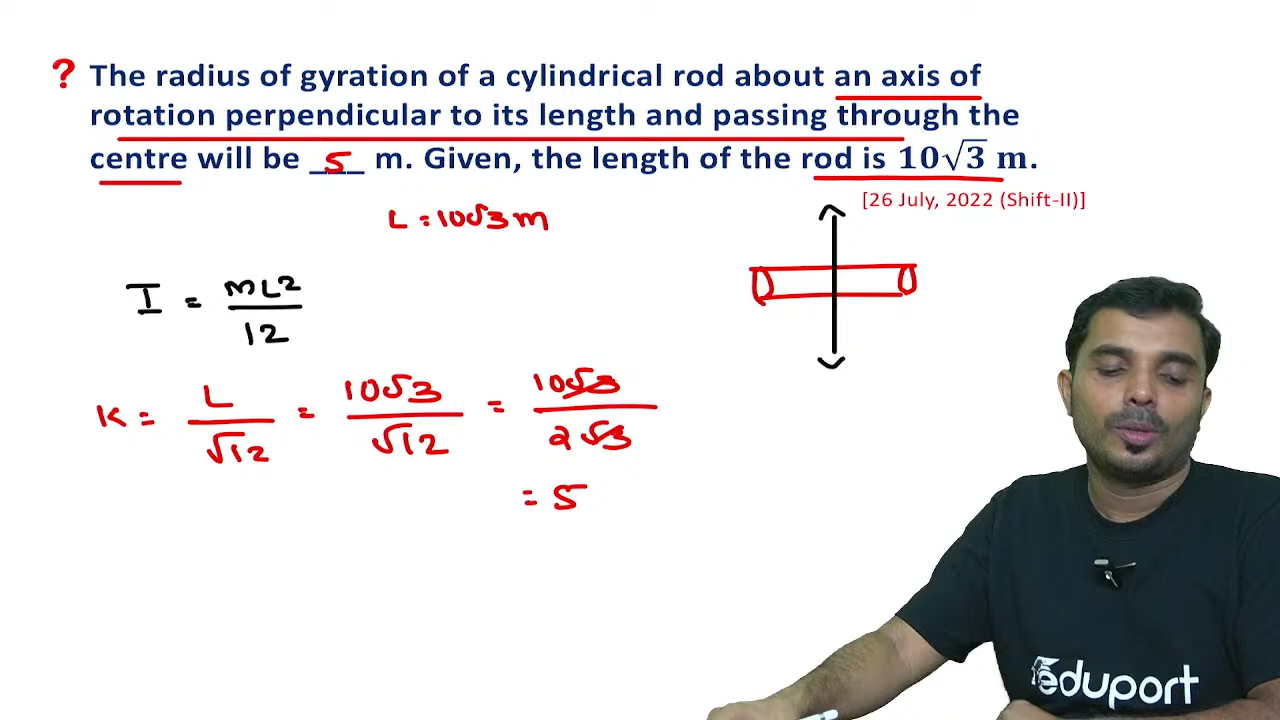 ? The radius of gyration of a cylindrical rod about an axis of
rotation perpendicular to its length and passing through the
centre will be _5_ m. Given, the length of the rod is 10√3 m.
[26 July, 2022 (Shift-II)]
L = 10√3 m
I = mL²/12
K = L/√12 = 10√3/√12 = 10√3/2√3
= 5
eduport